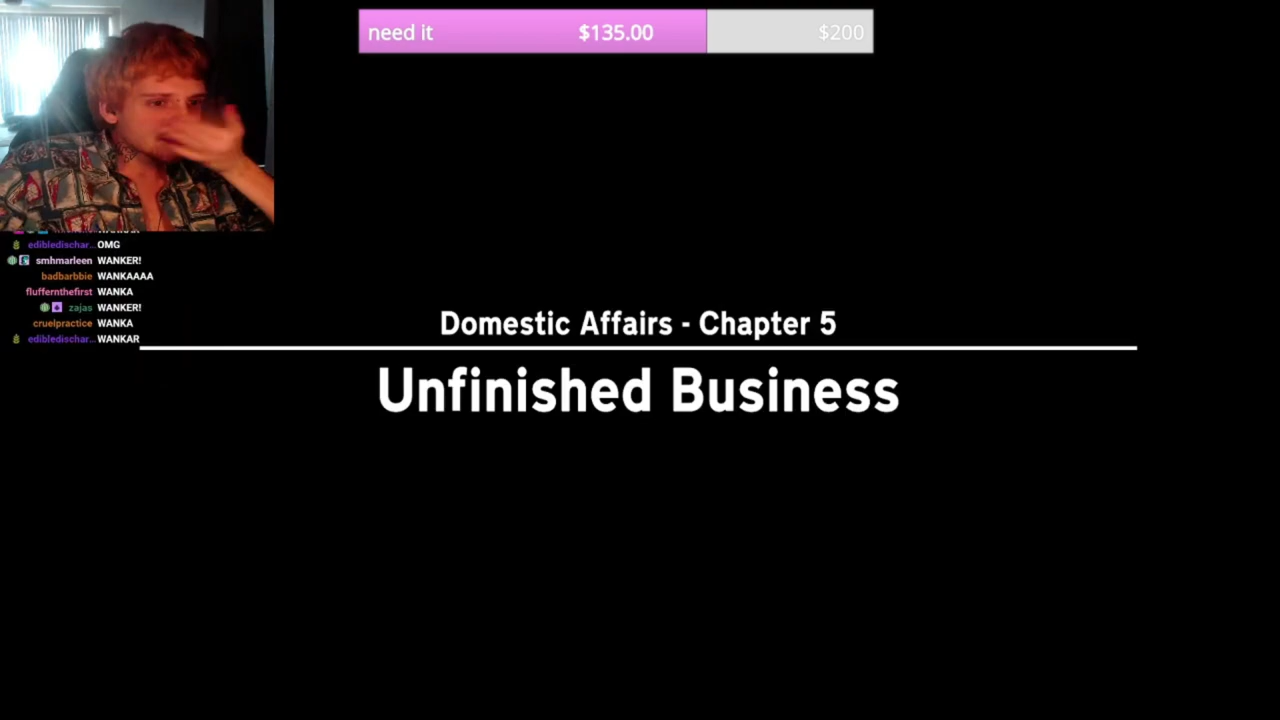 need it $135.00 $200
edibledischar... OMG
smhmarleen WANKER!
badbarbbie WANKAAAA
fluffernthefirst WANKA
zajas WANKER!
cruelpractice WANKA
edibledischar... WANKAR
Domestic Affairs - Chapter 5
Unfinished Business